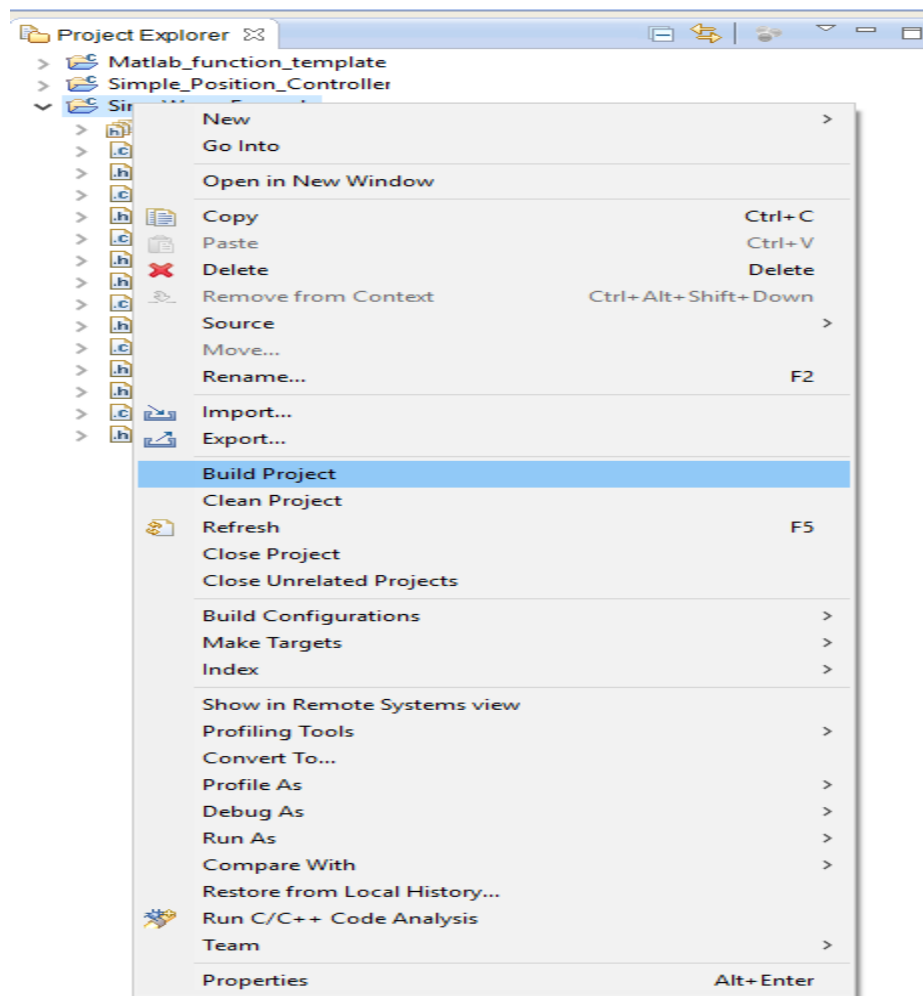 Project Explorer
Matlab_function_template
Simple_Position_Controller
New
Go Into
Open in New Window
Copy Ctrl+C
Paste Ctrl+V
Delete Delete
Remove from Context Ctrl+Alt+Shift+Down
Source
Move...
Rename... F2
Import...
Export...
Build Project
Clean Project
Refresh F5
Close Project
Close Unrelated Projects
Build Configurations
Make Targets
Index
Show in Remote Systems view
Profiling Tools
Convert To...
Profile As
Debug As
Run As
Compare With
Restore from Local History...
Run C/C++ Code Analysis
Team
Properties Alt+Enter